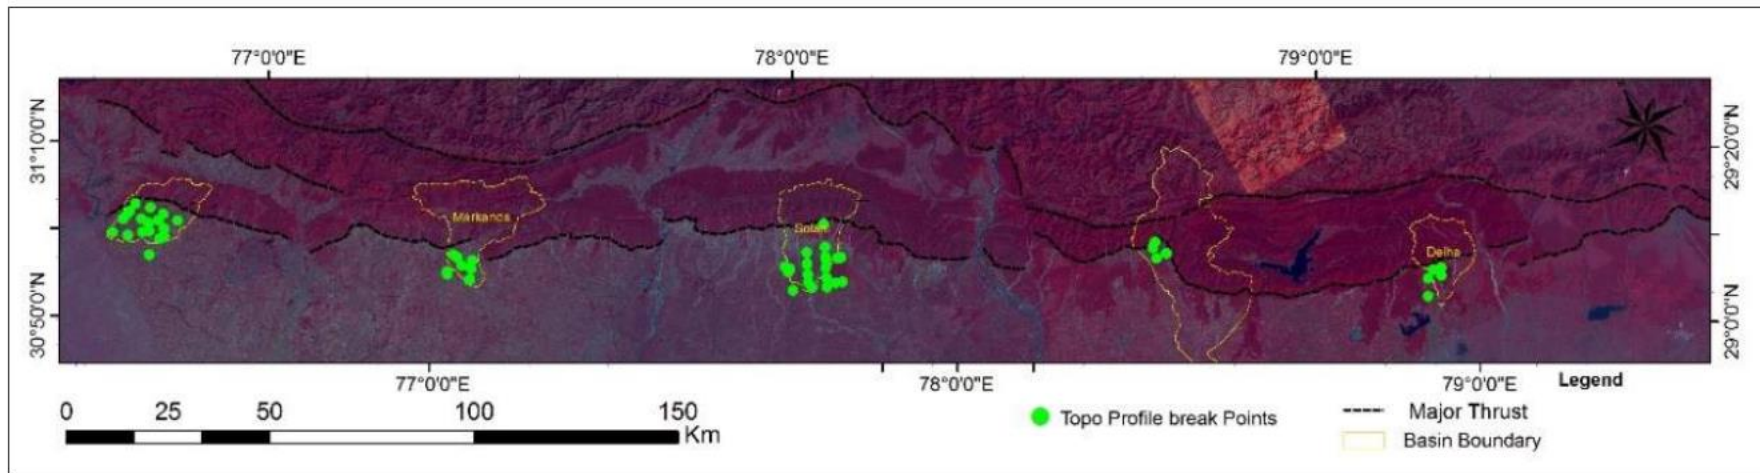 77°0'0"E 78°0'0"E 79°0'0"E
31°10'0"N
29°20'0"N
Markanda
Solani
Delha
30°50'0"N
29°0'0"N
77°0'0"E 78°0'0"E 79°0'0"E
Legend
0 25 50 100 150
Km
Topo Profile break Points
Major Thrust
Basin Boundary